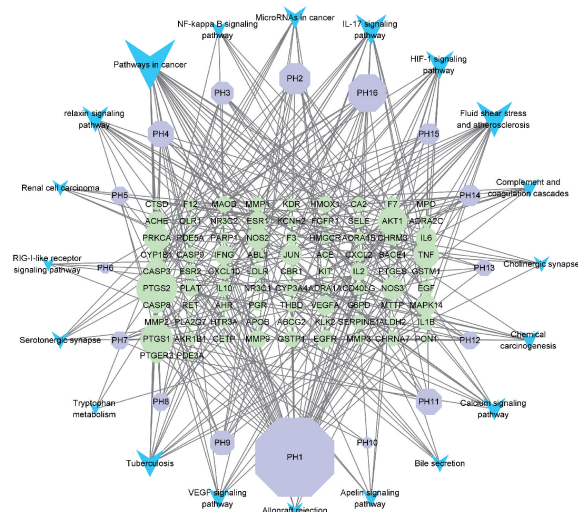 MicroRNAs in cancer
NF-kappa B signaling
pathway
IL-17 signaling
pathway
Pathways in cancer
HIF-1 signaling
pathway
PH3
PH2
PH16
relaxin signaling
pathway
PH4
PH15
Fluid shear stress
and atherosclerosis
Renal cell carcinoma
PH5
PH14
Complement and
coagulation cascades
CTSD F12 MAOB MMP1 KDR HMOX1 CA2 F7 MPO
ACHE OLR1 NR3C2 ESR1 KCNH2 FGFR1 SELE AKT1 ADRA2C
PRKCA PDE5A PARP1 NOS2 F3 HMGCR ADRA1B CHRM3 IL6
CYP1B1 CASP9 IFNG ABL1 JUN ACE CXCL2 BACE1 TNF
RIG-I-like receptor
signaling pathway
PH6
CASP3 ESR2 CXCL10 LDLR CBR1 KIT IL2 PTGES GSTM1
PH13
Cholinergic synapse
PTGS2 PLAT IL10 NR3C1 CYP3A4 ADRA1A CD40LG NOS3 EGF
CASP8 RET AHR PGR THBD VEGFA G6PD MTTP MAPK14
MMP2 PLA2G7 HTR3A APOB ABCG2 KLK2 SERPINE1 ALDH2 IL1B
Serotonergic synapse
PH7
PTGS1 AKR1B1 CETP MMP9 GSTP1 EGFR MMP3 CHRNA7 PON1
PH12
Chemical
carcinogenesis
PTGER3 PDE3A
Tryptophan
metabolism
PH8
PH11
Calcium signaling
pathway
PH9
PH1
PH10
Tuberculosis
Bile secretion
VEGF signaling
pathway
Apelin signaling
pathway
Allograft rejection